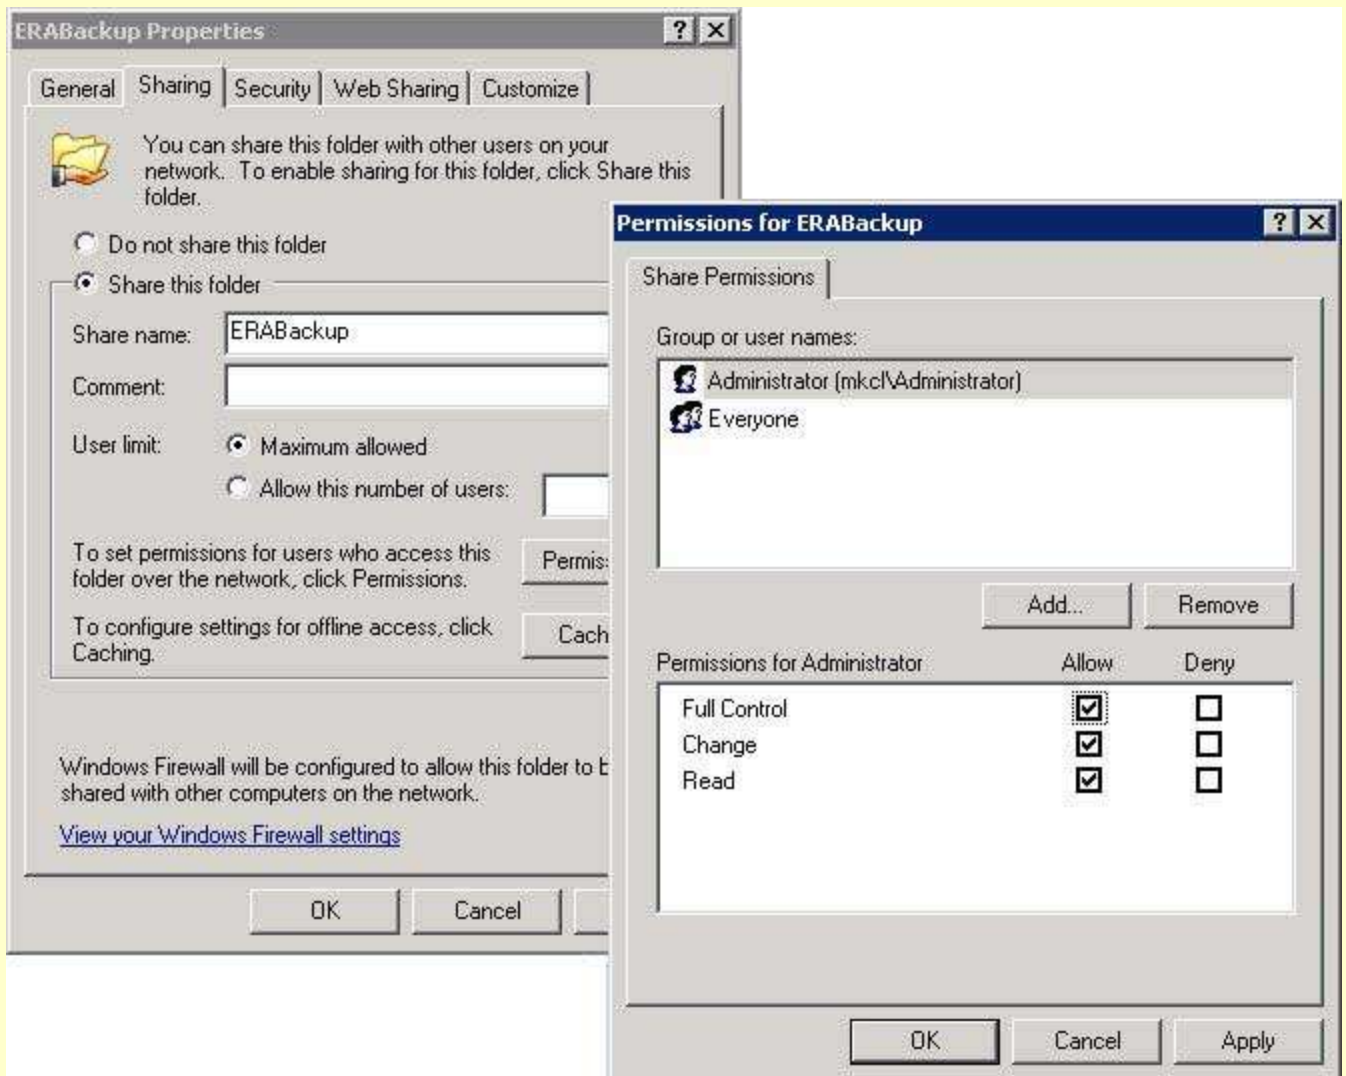 ERABackup Properties
General Sharing Security Web Sharing Customize
You can share this folder with other users on your
network. To enable sharing for this folder, click Share this
folder.
Do not share this folder
Share this folder
Share name: ERABackup
Comment:
User limit: Maximum allowed
Allow this number of users:
To set permissions for users who access this
folder over the network, click Permissions.
Permis
To configure settings for offline access, click
Caching.
Cach
Windows Firewall will be configured to allow this folder to b
shared with other computers on the network.
View your Windows Firewall settings
OK Cancel
Permissions for ERABackup
Share Permissions
Group or user names:
Administrator (mkcl\Administrator)
Everyone
Add... Remove
Permissions for Administrator Allow Deny
Full Control
Change
Read
OK Cancel Apply